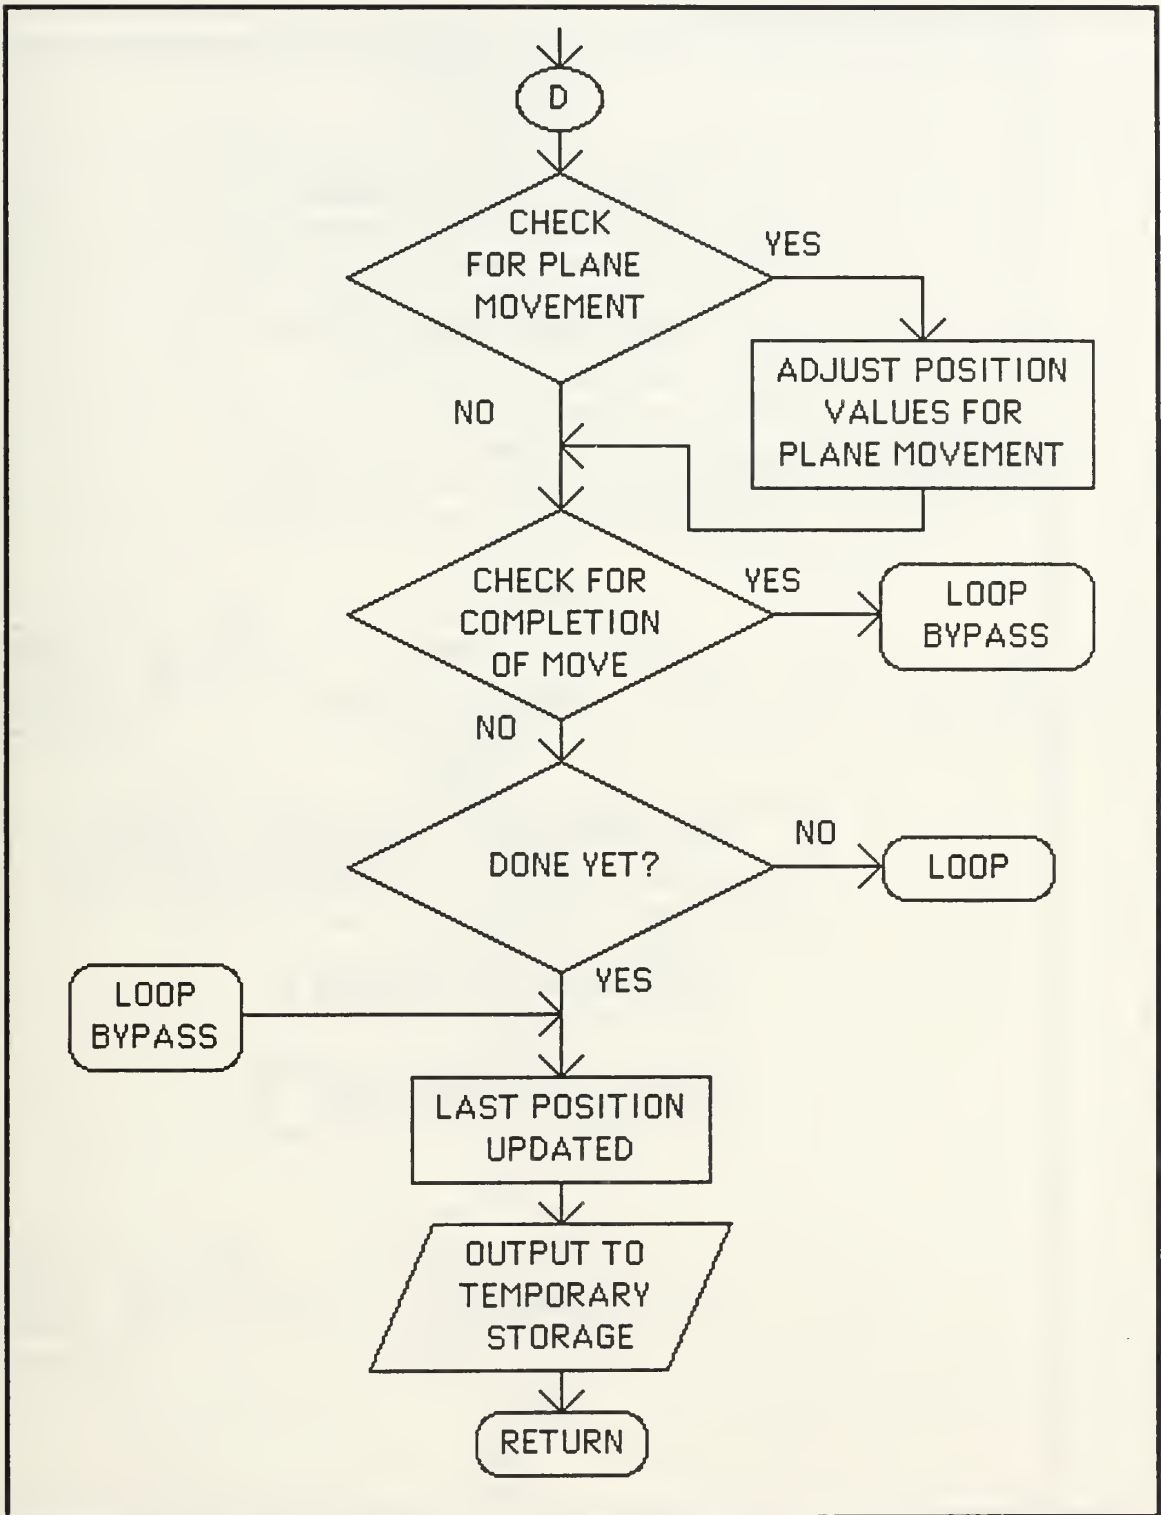 D
CHECK
FOR PLANE
MOVEMENT
YES
ADJUST POSITION
VALUES FOR
PLANE MOVEMENT
NO
CHECK FOR
COMPLETION
OF MOVE
YES
LOOP
BYPASS
NO
DONE YET?
NO
LOOP
YES
LOOP
BYPASS
LAST POSITION
UPDATED
OUTPUT TO
TEMPORARY
STORAGE
RETURN